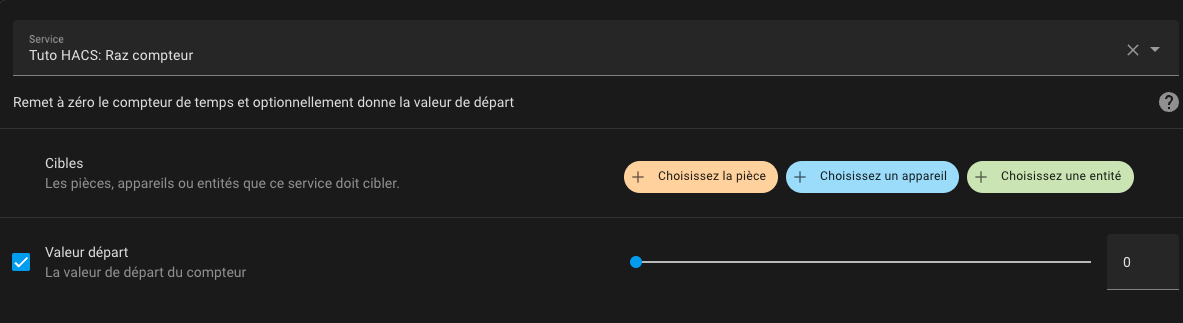 Service
Tuto HACS: Raz compteur
Remet à zéro le compteur de temps et optionnellement donne la valeur de départ
Cibles
Les pièces, appareils ou entités que ce service doit cibler.
+ Choisissez la pièce
+ Choisissez un appareil
+ Choisissez une entité
Valeur départ
La valeur de départ du compteur
0